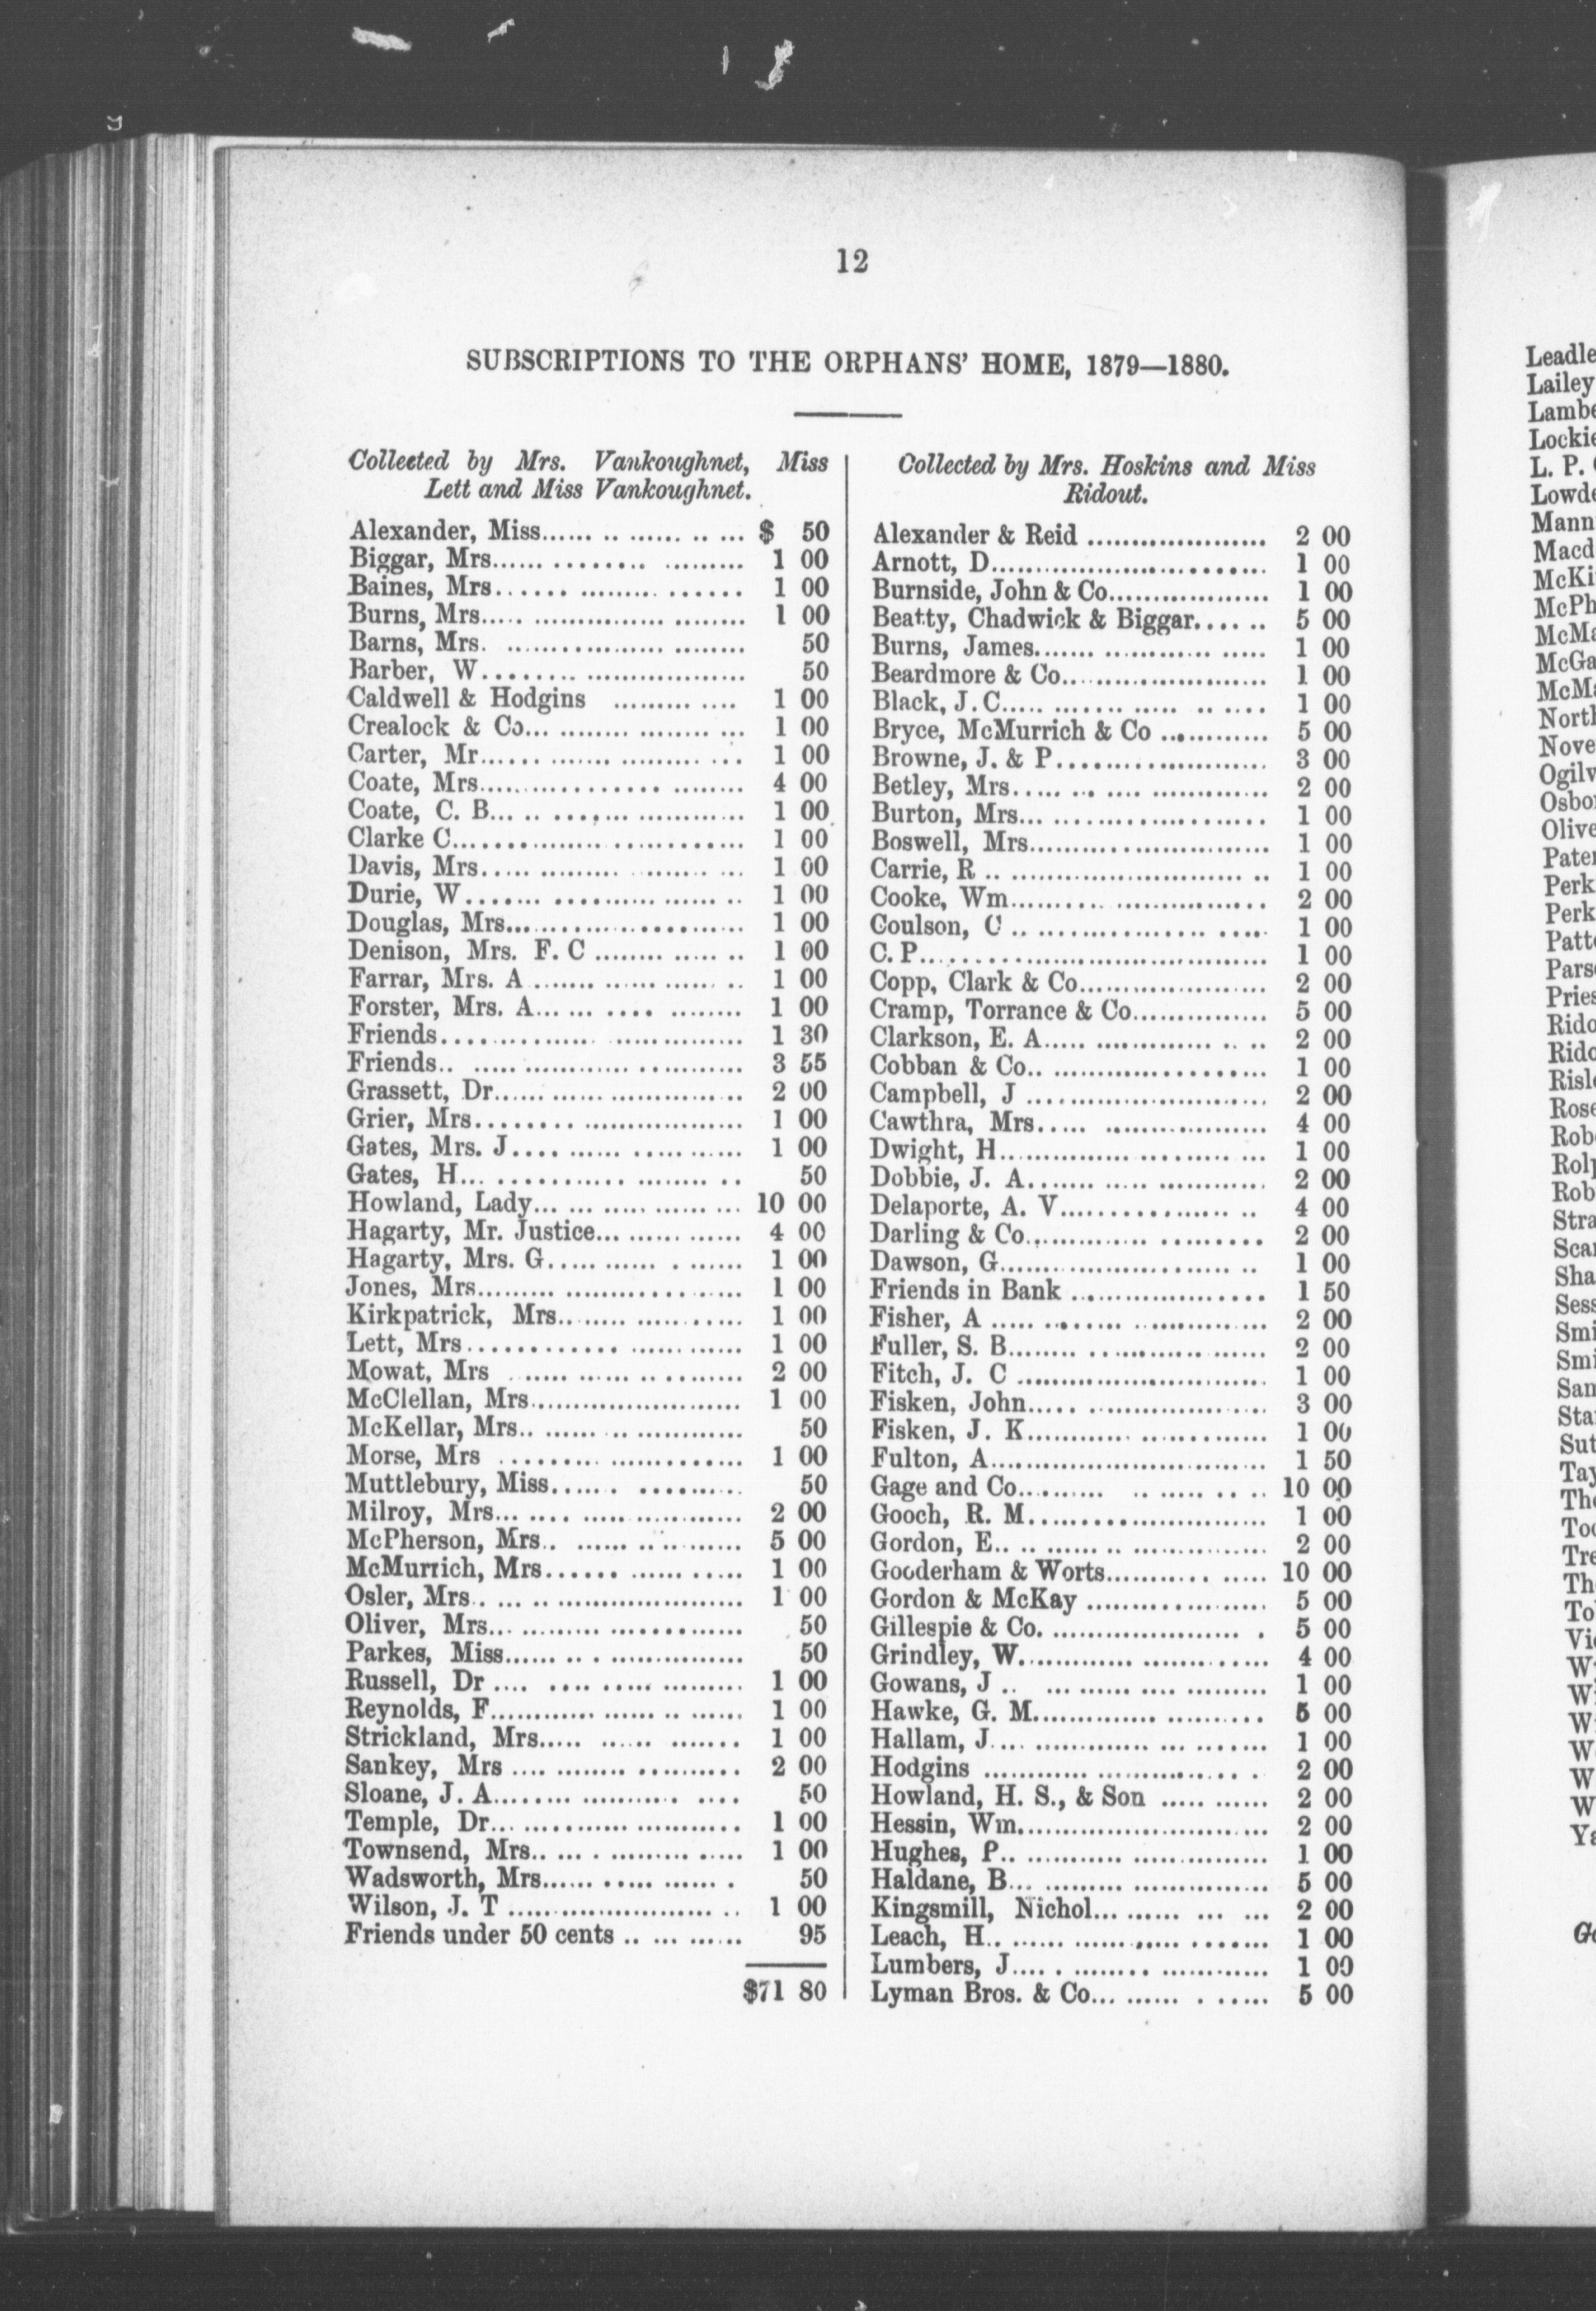 12
SUBSCRIPTIONS TO THE ORPHANS' HOME, 1879—1880.
Collected by Mrs. Vankoughnet, Miss
Lett and Miss Vankoughnet.
Alexander, Miss........................ $ 50
Biggar, Mrs........................ 1 00
Baines, Mrs........................ 1 00
Burns, Mrs........................ 1 00
Barns, Mrs........................ 50
Barber, W........................ 50
Caldwell & Hodgins ............. 1 00
Crealock & Co........................ 1 00
Carter, Mr........................ 1 00
Coate, Mrs........................ 4 00
Coate, C. B........................ 1 00
Clarke C........................ 1 00
Davis, Mrs........................ 1 00
Durie, W........................ 1 00
Douglas, Mrs........................ 1 00
Denison, Mrs. F. C ............... 1 00
Farrar, Mrs. A .................. 1 00
Forster, Mrs. A.................. 1 00
Friends........................ 1 30
Friends........................ 3 55
Grassett, Dr........................ 2 00
Grier, Mrs........................ 1 00
Gates, Mrs. J.................... 1 00
Gates, H........................ 50
Howland, Lady.................... 10 00
Hagarty, Mr. Justice............... 4 00
Hagarty, Mrs. G.................. 1 00
Jones, Mrs........................ 1 00
Kirkpatrick, Mrs.................. 1 00
Lett, Mrs........................ 1 00
Mowat, Mrs ..................... 2 00
McClellan, Mrs.................... 1 00
McKellar, Mrs.................... 50
Morse, Mrs ..................... 1 00
Muttlebury, Miss.................. 50
Milroy, Mrs........................ 2 00
McPherson, Mrs.................. 5 00
McMurrich, Mrs.................. 1 00
Osler, Mrs........................ 1 00
Oliver, Mrs........................ 50
Parkes, Miss..................... 50
Russell, Dr ..................... 1 00
Reynolds, F..................... 1 00
Strickland, Mrs.................. 1 00
Sankey, Mrs ..................... 2 00
Sloane, J. A..................... 50
Temple, Dr..................... 1 00
Townsend, Mrs.................. 1 00
Wadsworth, Mrs.................. 50
Wilson, J. T ..................... 1 00
Friends under 50 cents ........... 95
$71 80
Collected by Mrs. Hoskins and Miss
Ridout.
Alexander & Reid .................... 2 00
Arnott, D........................ 1 00
Burnside, John & Co.................. 1 00
Beatty, Chadwick & Biggar...... 5 00
Burns, James..................... 1 00
Beardmore & Co.................. 1 00
Black, J. C..................... 1 00
Bryce, McMurrich & Co ............ 5 00
Browne, J. & P..................... 3 00
Betley, Mrs..................... 2 00
Burton, Mrs..................... 1 00
Boswell, Mrs..................... 1 00
Carrie, R ..................... 1 00
Cooke, Wm..................... 2 00
Coulson, C ..................... 1 00
C. P........................ 1 00
Copp, Clark & Co.................. 2 00
Cramp, Torrance & Co............... 5 00
Clarkson, E. A..................... 2 00
Cobban & Co..................... 1 00
Campbell, J ..................... 2 00
Cawthra, Mrs..................... 4 00
Dwight, H..................... 1 00
Dobbie, J. A..................... 2 00
Delaporte, A. V.................. 4 00
Darling & Co..................... 2 00
Dawson, G..................... 1 00
Friends in Bank .................. 1 50
Fisher, A ..................... 2 00
Fuller, S. B..................... 2 00
Fitch, J. C ..................... 1 00
Fisken, John..................... 3 00
Fisken, J. K..................... 1 00
Fulton, A..................... 1 50
Gage and Co..................... 10 00
Gooch, R. M..................... 1 00
Gordon, E..................... 2 00
Gooderham & Worts............... 10 00
Gordon & McKay .................. 5 00
Gillespie & Co..................... 5 00
Grindley, W..................... 4 00
Gowans, J ..................... 1 00
Hawke, G. M..................... 5 00
Hallam, J..................... 1 00
Hodgins ........................ 2 00
Howland, H. S., & Son ........... 2 00
Hessin, Wm..................... 2 00
Hughes, P..................... 1 00
Haldane, B..................... 5 00
Kingsmill, Nichol.................. 2 00
Leach, H..................... 1 00
Lumbers, J..................... 1 00
Lyman Bros. & Co.................. 5 00
Lailey
L. P.
Mann